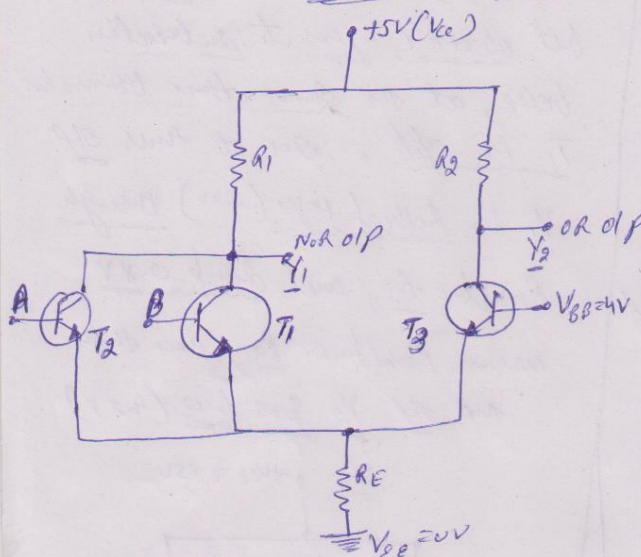 +5V(Vcc)
R1
R2
NOR o/p
Y1
OR o/p
Y2
A
B
T2
T1
T3
VBB=4V
RE
VEE=0V